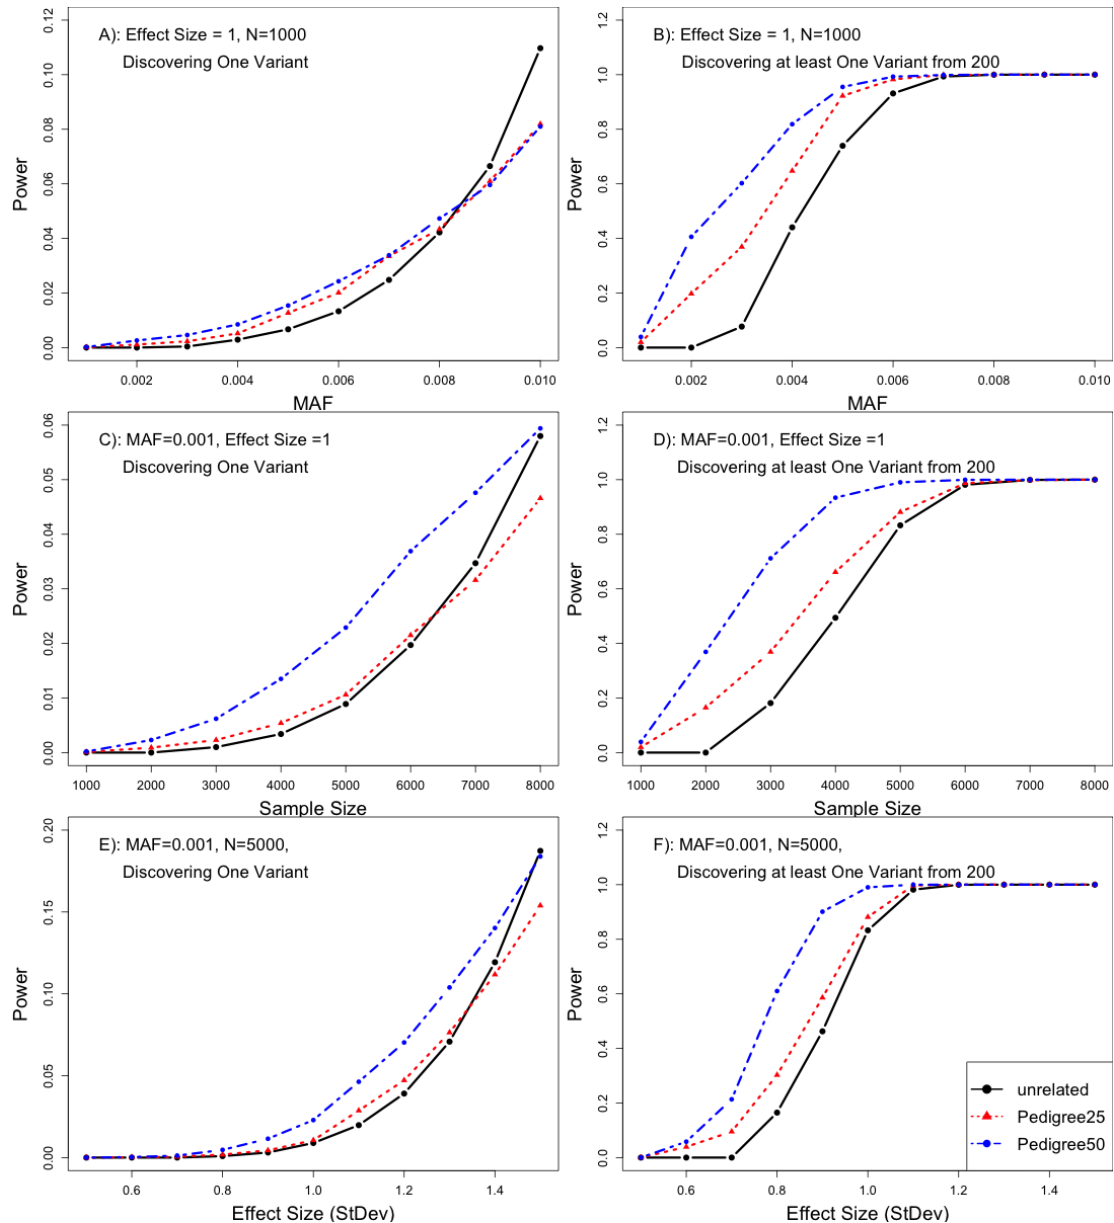 A): Effect Size = 1, N=1000
Discovering One Variant
Power
0.00
0.02
0.04
0.06
0.08
0.10
0.12
0.002
0.004
0.006
0.008
0.010
MAF
B): Effect Size = 1, N=1000
Discovering at least One Variant from 200
Power
0.0
0.2
0.4
0.6
0.8
1.0
1.2
0.002
0.004
0.006
0.008
0.010
MAF
C): MAF=0.001, Effect Size =1
Discovering One Variant
Power
0.00
0.01
0.02
0.03
0.04
0.05
0.06
1000
2000
3000
4000
5000
6000
7000
8000
Sample Size
D): MAF=0.001, Effect Size =1
Discovering at least One Variant from 200
Power
0.0
0.2
0.4
0.6
0.8
1.0
1.2
1000
2000
3000
4000
5000
6000
7000
8000
Sample Size
E): MAF=0.001, N=5000,
Discovering One Variant
Power
0.00
0.05
0.10
0.15
0.20
0.6
0.8
1.0
1.2
1.4
Effect Size (StDev)
F): MAF=0.001, N=5000,
Discovering at least One Variant from 200
Power
0.0
0.2
0.4
0.6
0.8
1.0
1.2
0.6
0.8
1.0
1.2
1.4
Effect Size (StDev)
unrelated
Pedigree25
Pedigree50